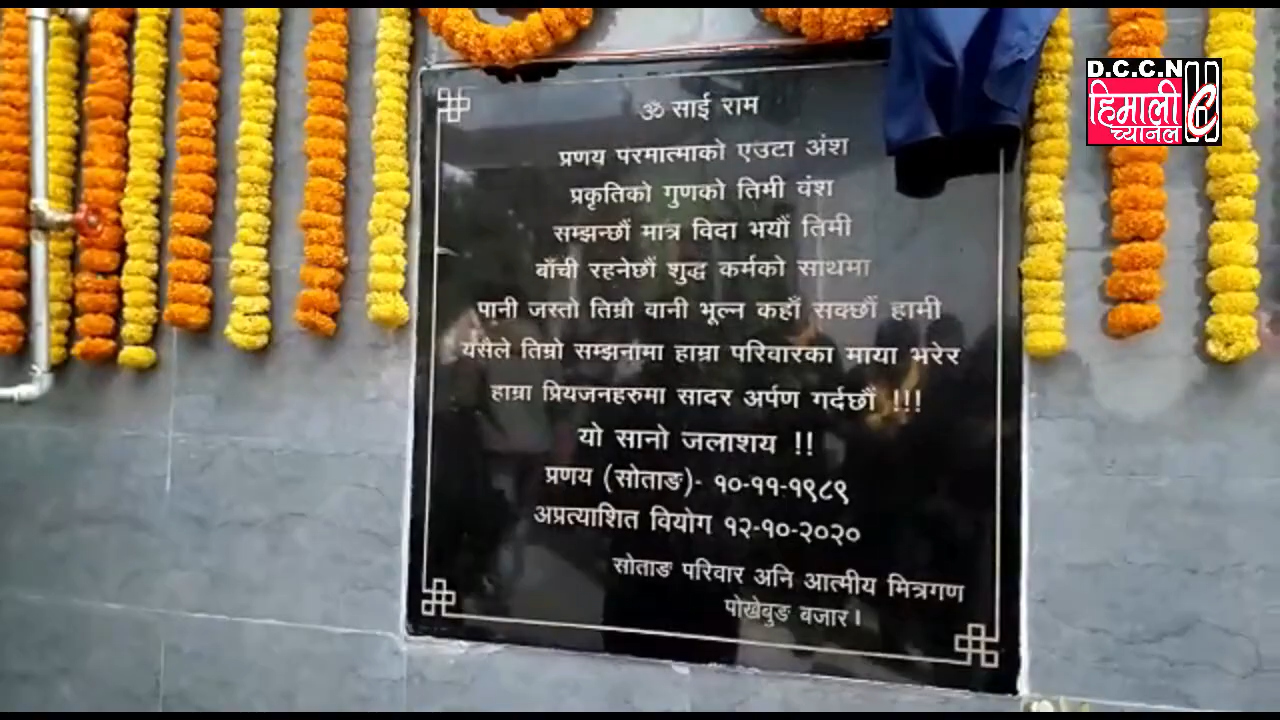 ॐ साई राम
प्रणय परमात्माको एउटा अंश
प्रकृतिको गुणको तिमी वंश
सम्झन्छौं मात्र विदा भयौं तिमी
बाँची रहनेछौं शुद्ध कर्मको साथमा
पानी जस्तो तिम्रो वानी भूल्न कहाँ सक्छौं हामी
यसैले तिम्रो सम्झनामा हाम्रा परिवारका माया भरेर
हाम्रा प्रियजनहरुमा सादर अर्पण गर्दछौं !!!
यो सानो जलाशय !!
प्रणय (सोताङ)- १०-११-१९८९
अप्रत्याशित वियोग १२-१०-२०२०
सोताङ परिवार अनि आत्मीय मित्रगण
पोखेबुङ बजार।
D.C.C.N
हिमाली
च्यानल